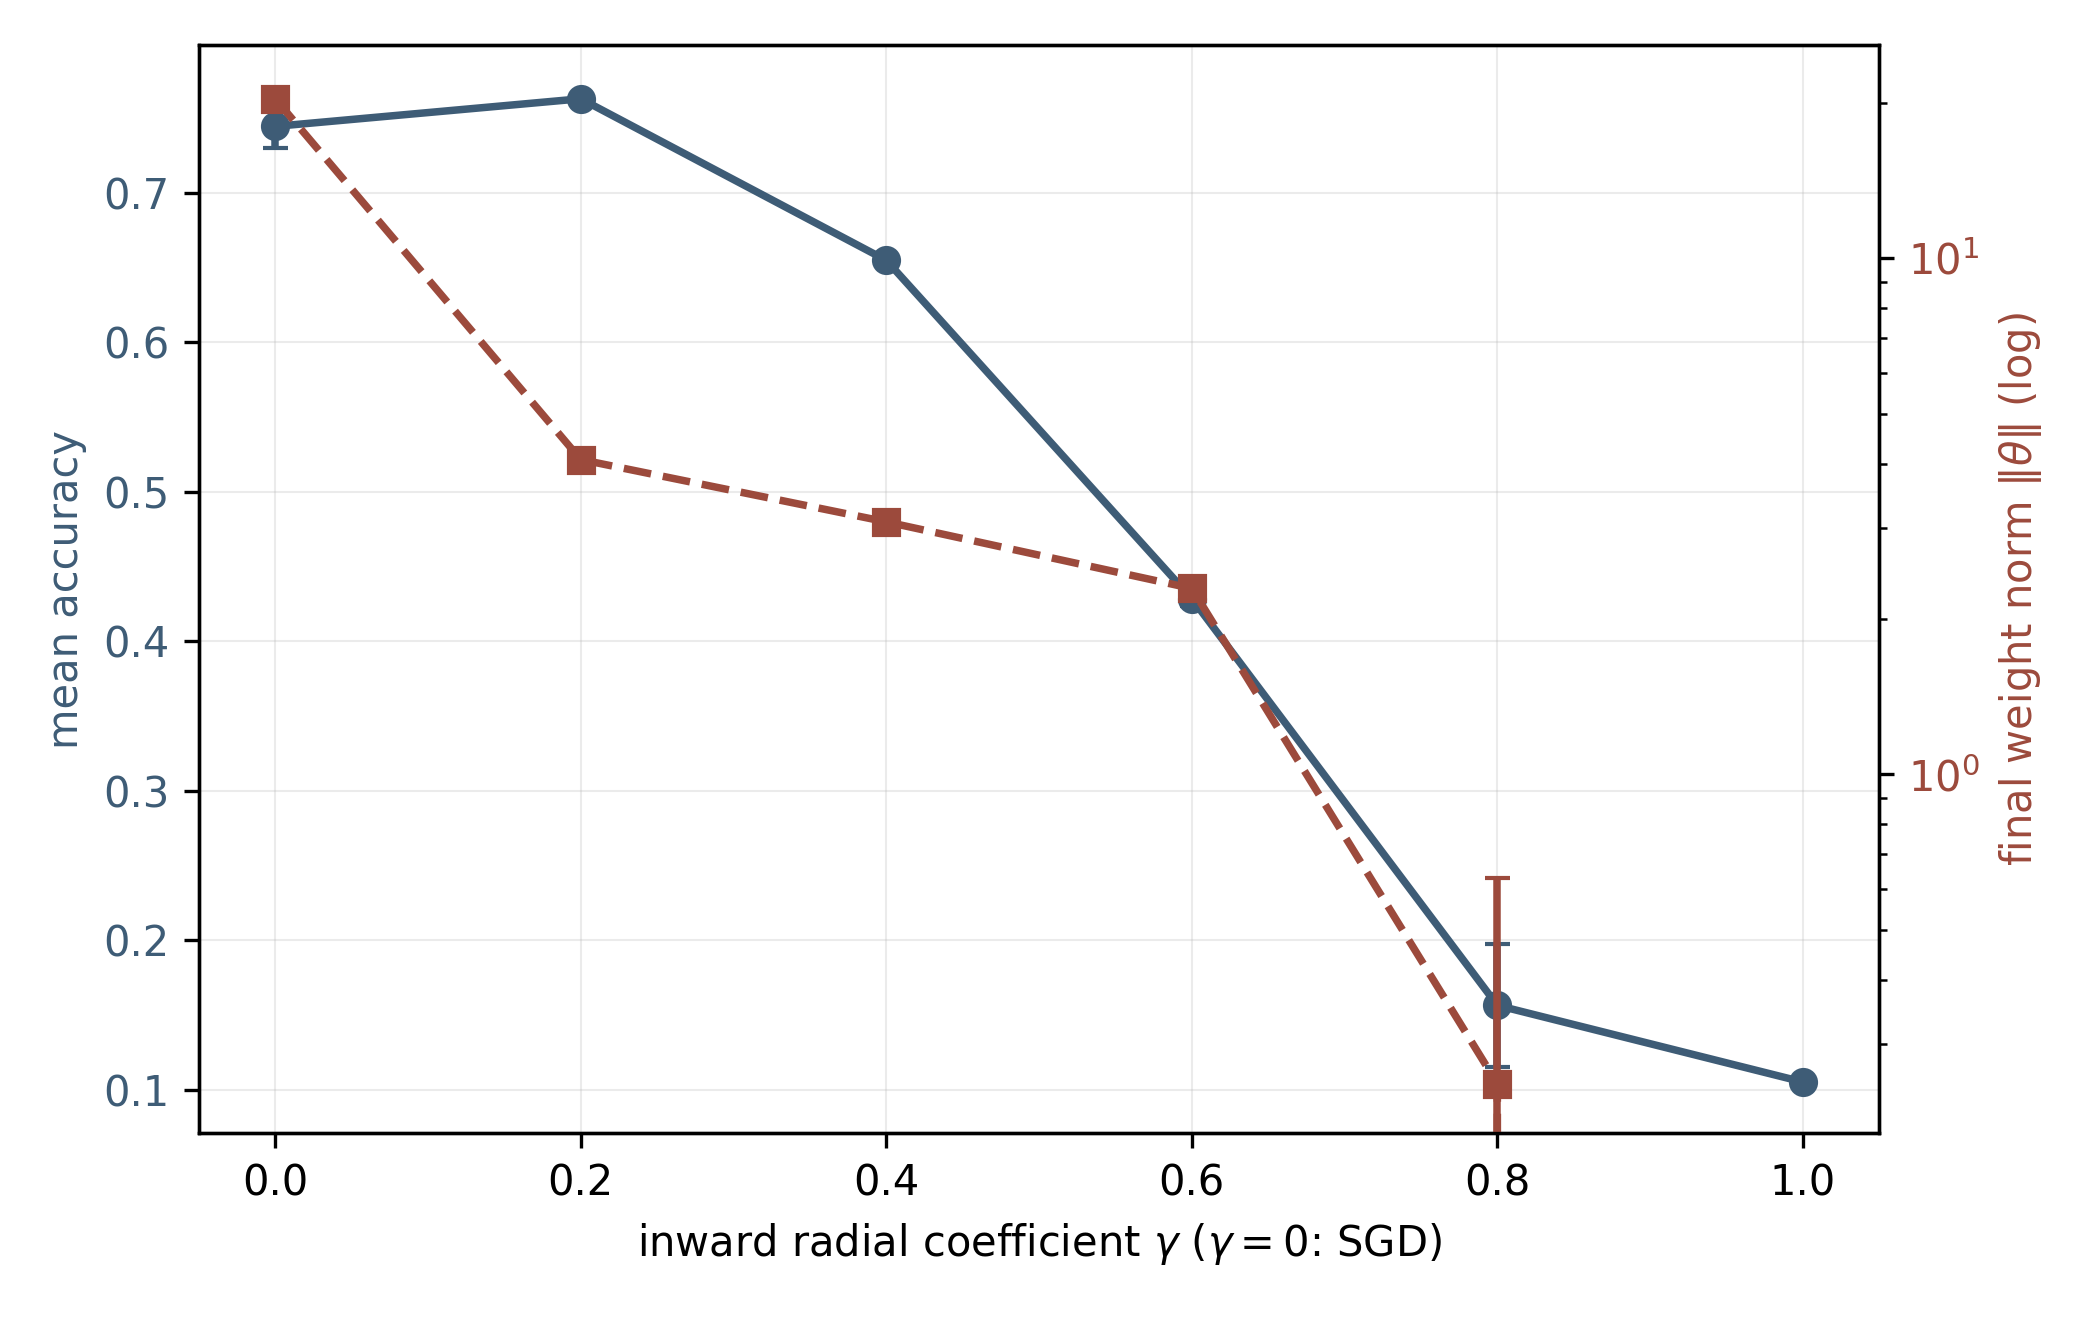 mean accuracy
0.7
0.6
0.5
0.4
0.3
0.2
0.1
10¹
10⁰
final weight norm ‖θ‖ (log)
0.0 0.2 0.4 0.6 0.8 1.0
inward radial coefficient γ (γ = 0: SGD)